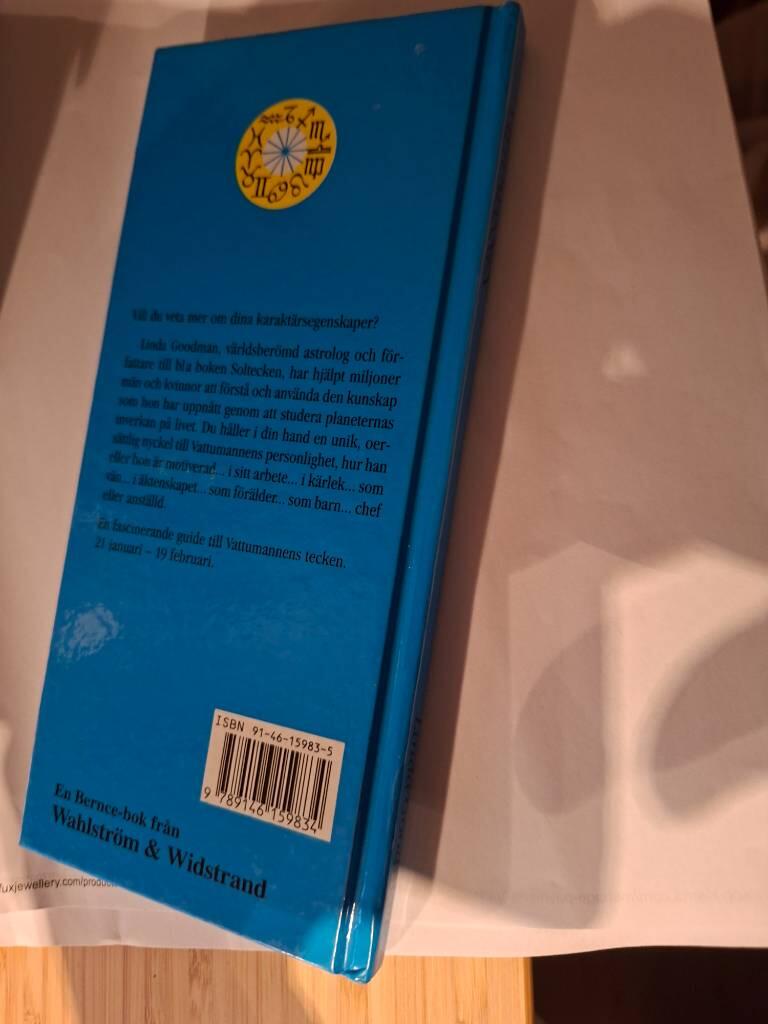 Vill du veta mer om dina karaktärsegenskaper?
Linda Goodman, världsberömd astrolog och för-
fattare till bl a boken Soltecken, har hjälpt miljoner
män och kvinnor att förstå och använda den kunskap
som hon har uppnått genom att studera planeternas
inverkan på livet. Du håller i din hand en unik, oer-
sättlig nyckel till Vattumannens personlighet, hur han
eller hon är motiverad... i sitt arbete... i kärlek... som
vän... i äktenskapet... som förälder... som barn... chef
eller anställd.
En fascinerande guide till Vattumannens tecken.
21 januari – 19 februari.
ISBN 91-46-15983-5
9 789146 159834
En Bernce-bok från
Wahlström & Widstrand
fuxjewellery.com/product